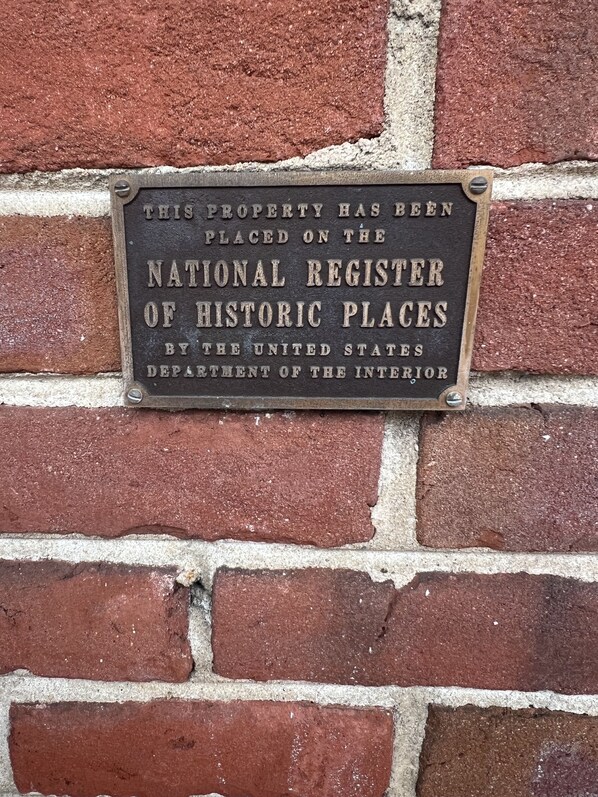 THIS PROPERTY HAS BEEN
PLACED ON THE
NATIONAL REGISTER
OF HISTORIC PLACES
BY THE UNITED STATES
DEPARTMENT OF THE INTERIOR